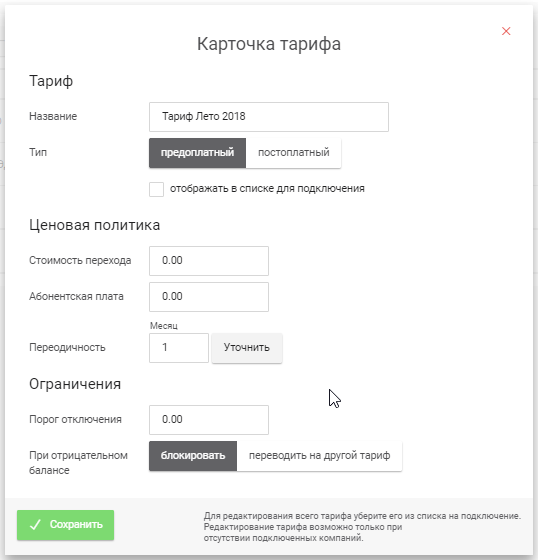 Карточка тарифа
Тариф
Название
Тариф Лето 2018
Тип
предоплатный постоплатный
отображать в списке для подключения
Ценовая политика
Стоимость перехода
0.00
Абонентская плата
0.00
Месяц
Переодичность
1 Уточнить
Ограничения
Порог отключения
0.00
При отрицательном
балансе
блокировать переводить на другой тариф
Сохранить
Для редактирования всего тарифа уберите его из списка на подключение.
Редактирование тарифа возможно только при
отсутствии подключенных компаний.